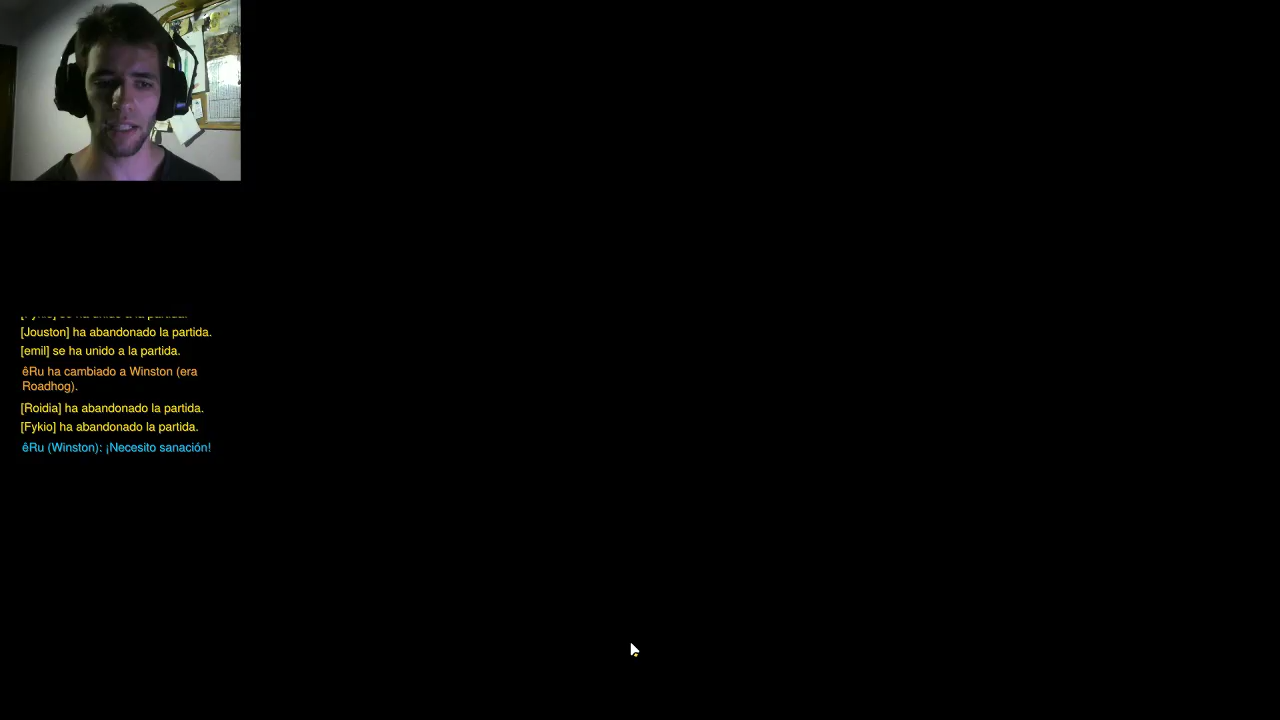 [Jouston] ha abandonado la partida.
[emil] se ha unido a la partida.
êRu ha cambiado a Winston (era
Roadhog).
[Roidia] ha abandonado la partida.
[Fykio] ha abandonado la partida.
êRu (Winston): ¡Necesito sanación!